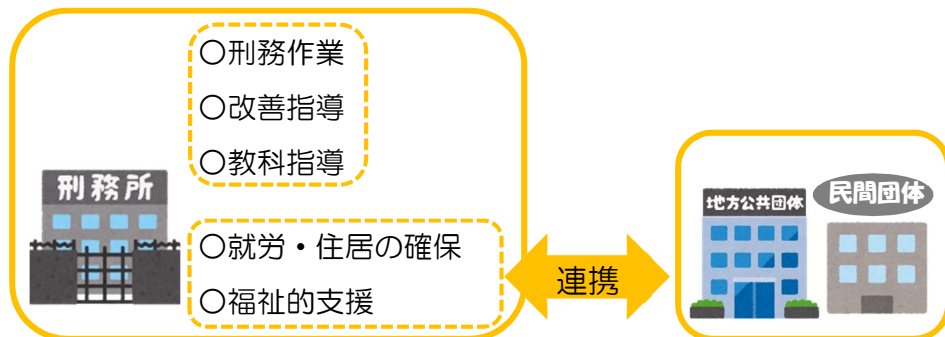 〇刑務作業
〇改善指導
〇教科指導
刑務所
〇就労・住居の確保
〇福祉的支援
連携
地方公共団体
民間団体